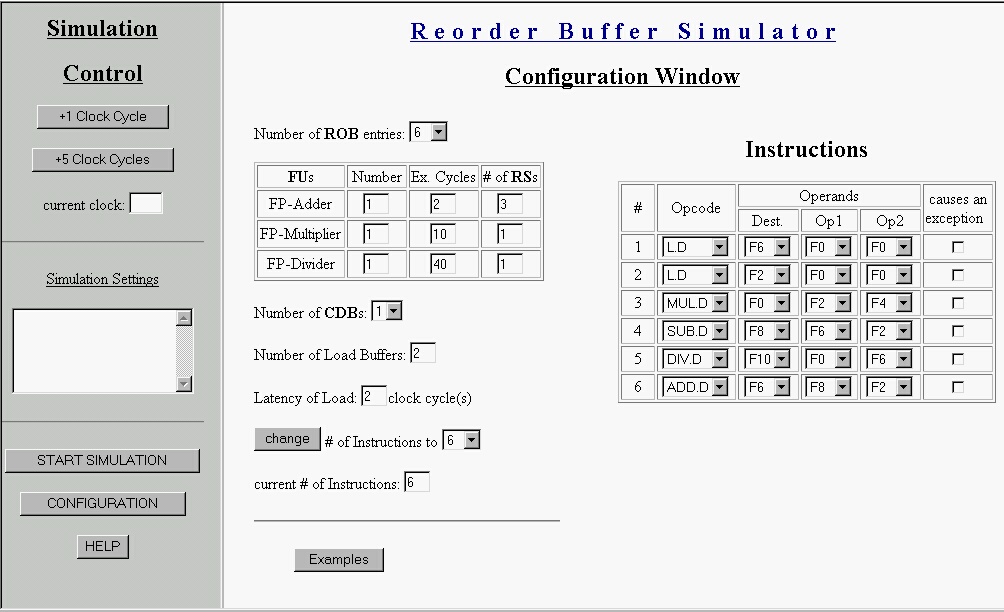 Simulation
Control
+1 Clock Cycle
+5 Clock Cycles
current clock:
Simulation Settings
START SIMULATION
CONFIGURATION
HELP
Reorder Buffer Simulator
Configuration Window
Number of ROB entries: 6
FUs Number Ex. Cycles # of RSs
FP-Adder 1 2 3
FP-Multiplier 1 10 1
FP-Divider 1 40 1
Number of CDBs: 1
Number of Load Buffers: 2
Latency of Load: 2 clock cycle(s)
change # of Instructions to 6
current # of Instructions: 6
Examples
Instructions
# Opcode Operands causes an exception
Dest. Op1 Op2
1 L.D F6 F0 F0
2 L.D F2 F0 F0
3 MUL.D F0 F2 F4
4 SUB.D F8 F6 F2
5 DIV.D F10 F0 F6
6 ADD.D F6 F8 F2